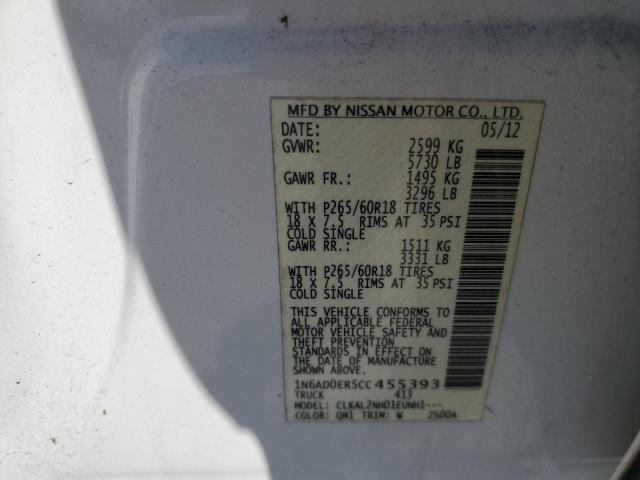 MFD BY NISSAN MOTOR CO., LTD.
DATE: 05/12
GVWR: 2599 KG
5730 LB
GAWR FR.: 1495 KG
3296 LB
WITH P265/60R18 TIRES
18 X 7.5 RIMS AT 35 PSI
COLD SINGLE
GAWR RR.: 1511 KG
3331 LB
WITH P265/60R18 TIRES
18 X 7.5 RIMS AT 35 PSI
COLD SINGLE
THIS VEHICLE CONFORMS TO
ALL APPLICABLE FEDERAL
MOTOR VEHICLE SAFETY AND
THEFT PREVENTION
STANDARDS IN EFFECT ON
THE DATE OF MANUFACTURE
SHOWN ABOVE.
1N6AD0ER5CC455393
TRUCK 413
MODEL: CLKAL2NH01EUNH1---
COLOR: QM1 TRIM: W 2S00A